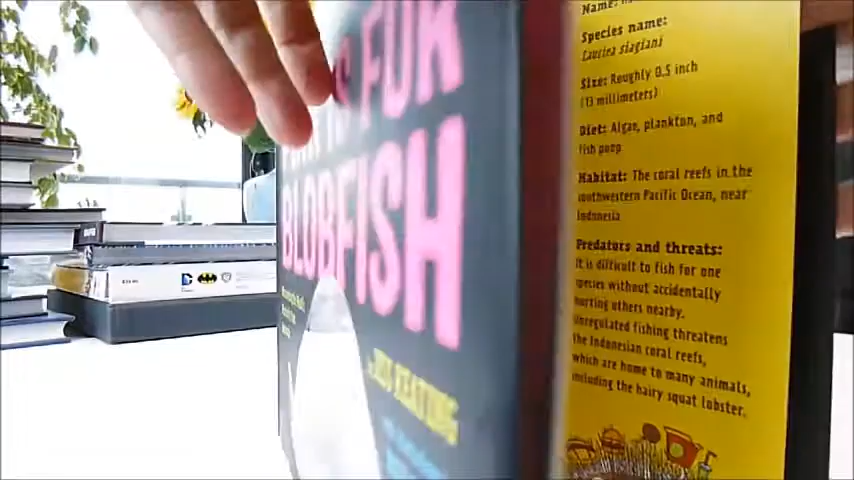 IS FOR
BLOBFISH
Name:
Species name:
Lauriea siagiani
Size: Roughly 0.5 inch
(13 millimeters)
Diet: Algae, plankton, and
fish poop
Habitat: The coral reefs in the
southwestern Pacific Ocean, near
Indonesia
Predators and threats:
It is difficult to fish for one
species without accidentally
hurting others nearby.
Unregulated fishing threatens
the Indonesian coral reefs,
which are home to many animals,
including the hairy squat lobster.